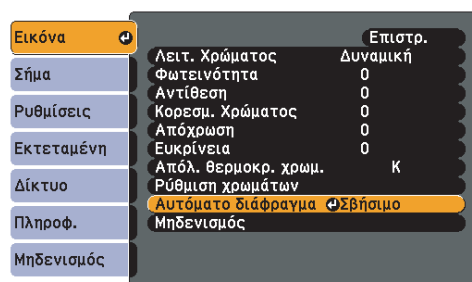 Εικόνα
Σήμα
Ρυθμίσεις
Εκτεταμένη
Δίκτυο
Πληροφ.
Μηδενισμός
Επιστρ.
Λειτ. Χρώματος Δυναμική
Φωτεινότητα 0
Αντίθεση 0
Κορεσμ. Χρώματος 0
Απόχρωση 0
Ευκρίνεια 0
Απόλ. θερμοκρ. χρωμ. K
Ρύθμιση χρωμάτων
Αυτόματο διάφραγμα Σβήσιμο
Μηδενισμός